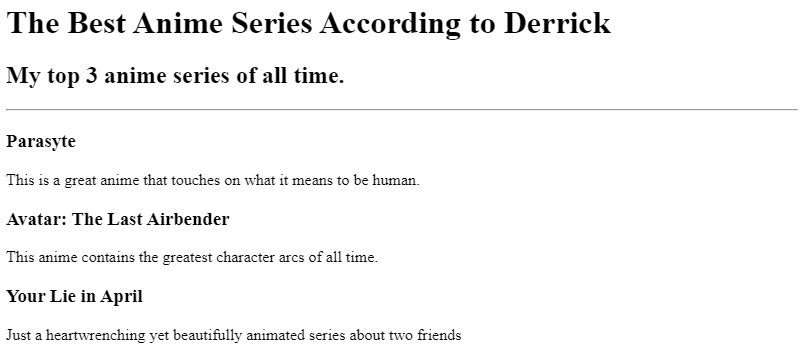 The Best Anime Series According to Derrick
My top 3 anime series of all time.
Parasyte
This is a great anime that touches on what it means to be human.
Avatar: The Last Airbender
This anime contains the greatest character arcs of all time.
Your Lie in April
Just a heartwrenching yet beautifully animated series about two friends